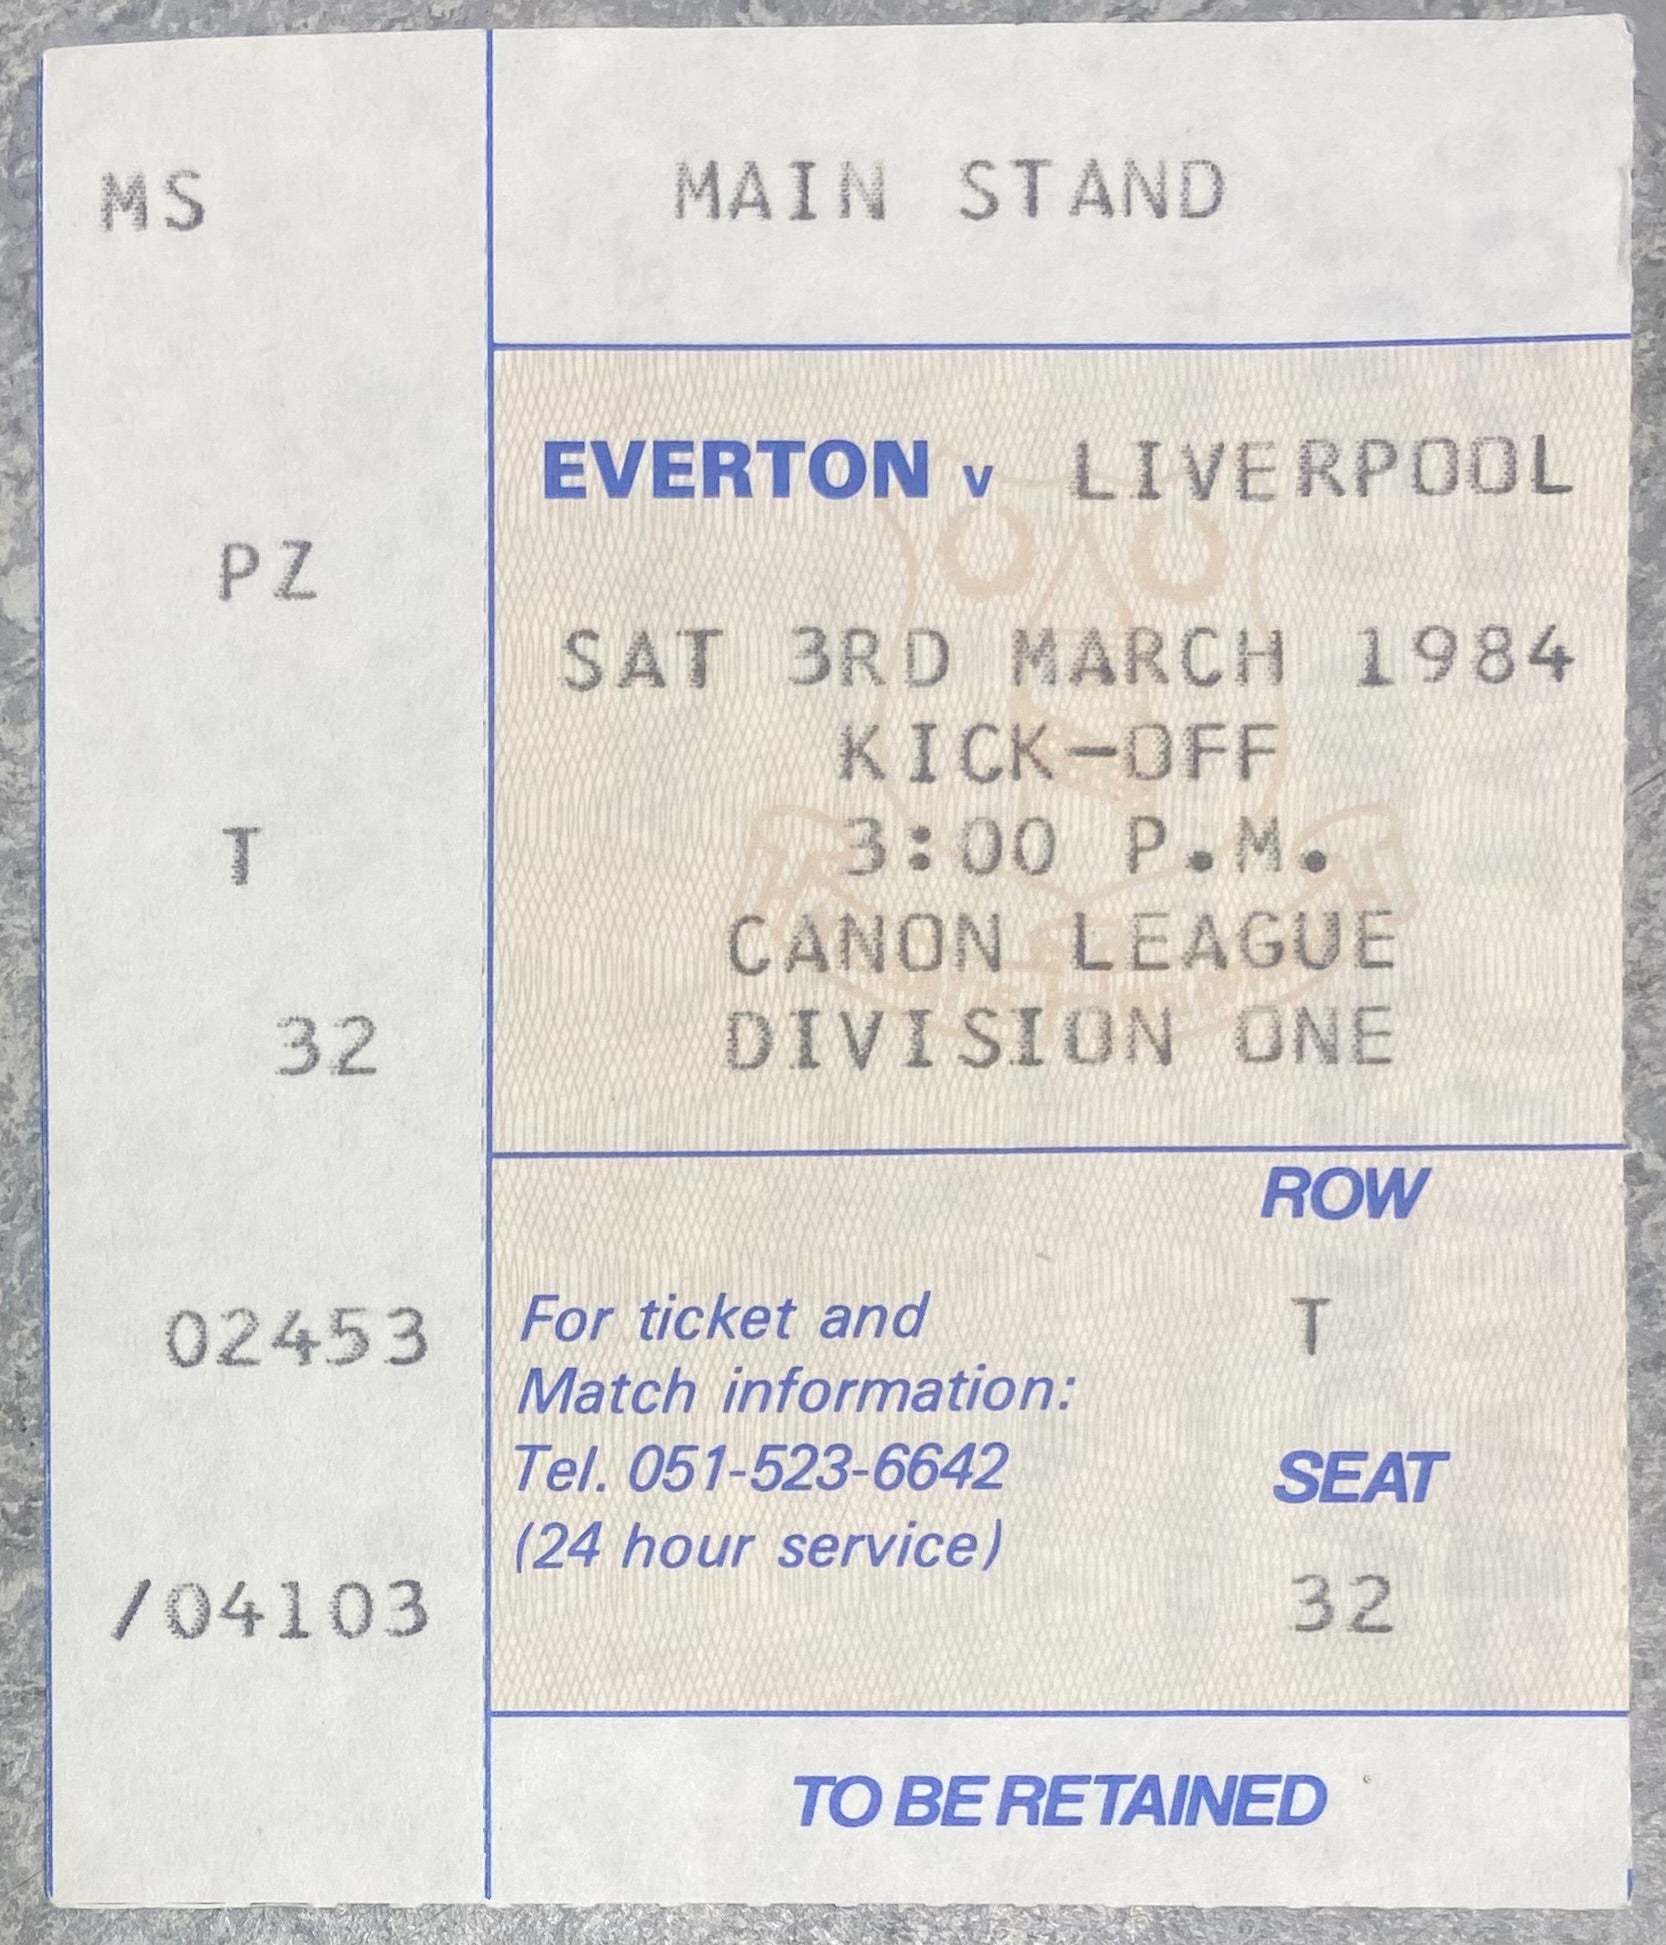 MS
PZ
T
32
02453
/04103
MAIN STAND
EVERTON v LIVERPOOL
SAT 3RD MARCH 1984
KICK-OFF
3:00 P.M.
CANON LEAGUE
DIVISION ONE
For ticket and
Match information:
Tel. 051-523-6642
(24 hour service)
ROW
T
SEAT
32
TO BE RETAINED